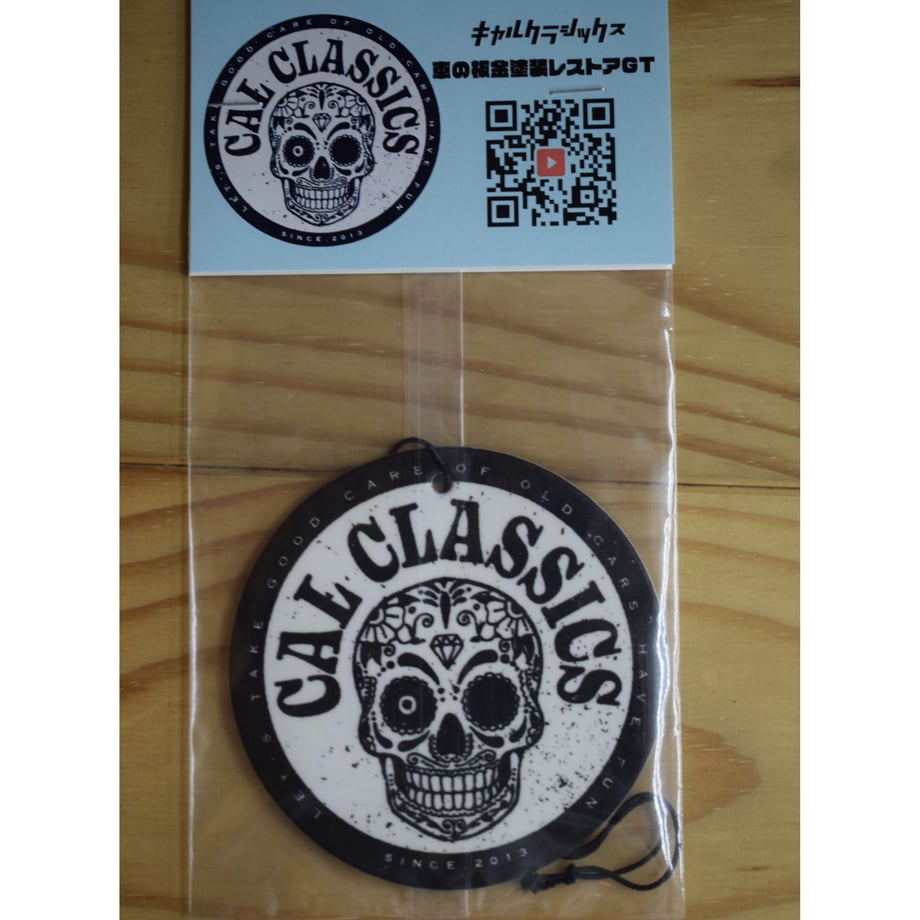 LET'S TAKE GOOD CARE OF OLD CARS HAVE FUN
CAL CLASSICS
SINCE.2013
キャルクラシックス
車の板金塗装レストアGT
LET'S TAKE GOOD CARE OF OLD CARS HAVE FUN
CAL CLASSICS
SINCE.2013